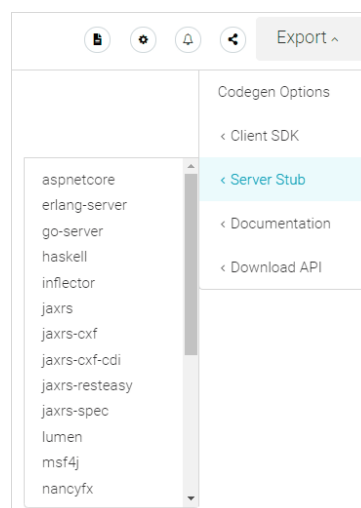 Export
Codegen Options
< Client SDK
< Server Stub
< Documentation
< Download API
aspnetcore
erlang-server
go-server
haskell
inflector
jaxrs
jaxrs-cxf
jaxrs-cxf-cdi
jaxrs-resteasy
jaxrs-spec
lumen
msf4j
nancyfx